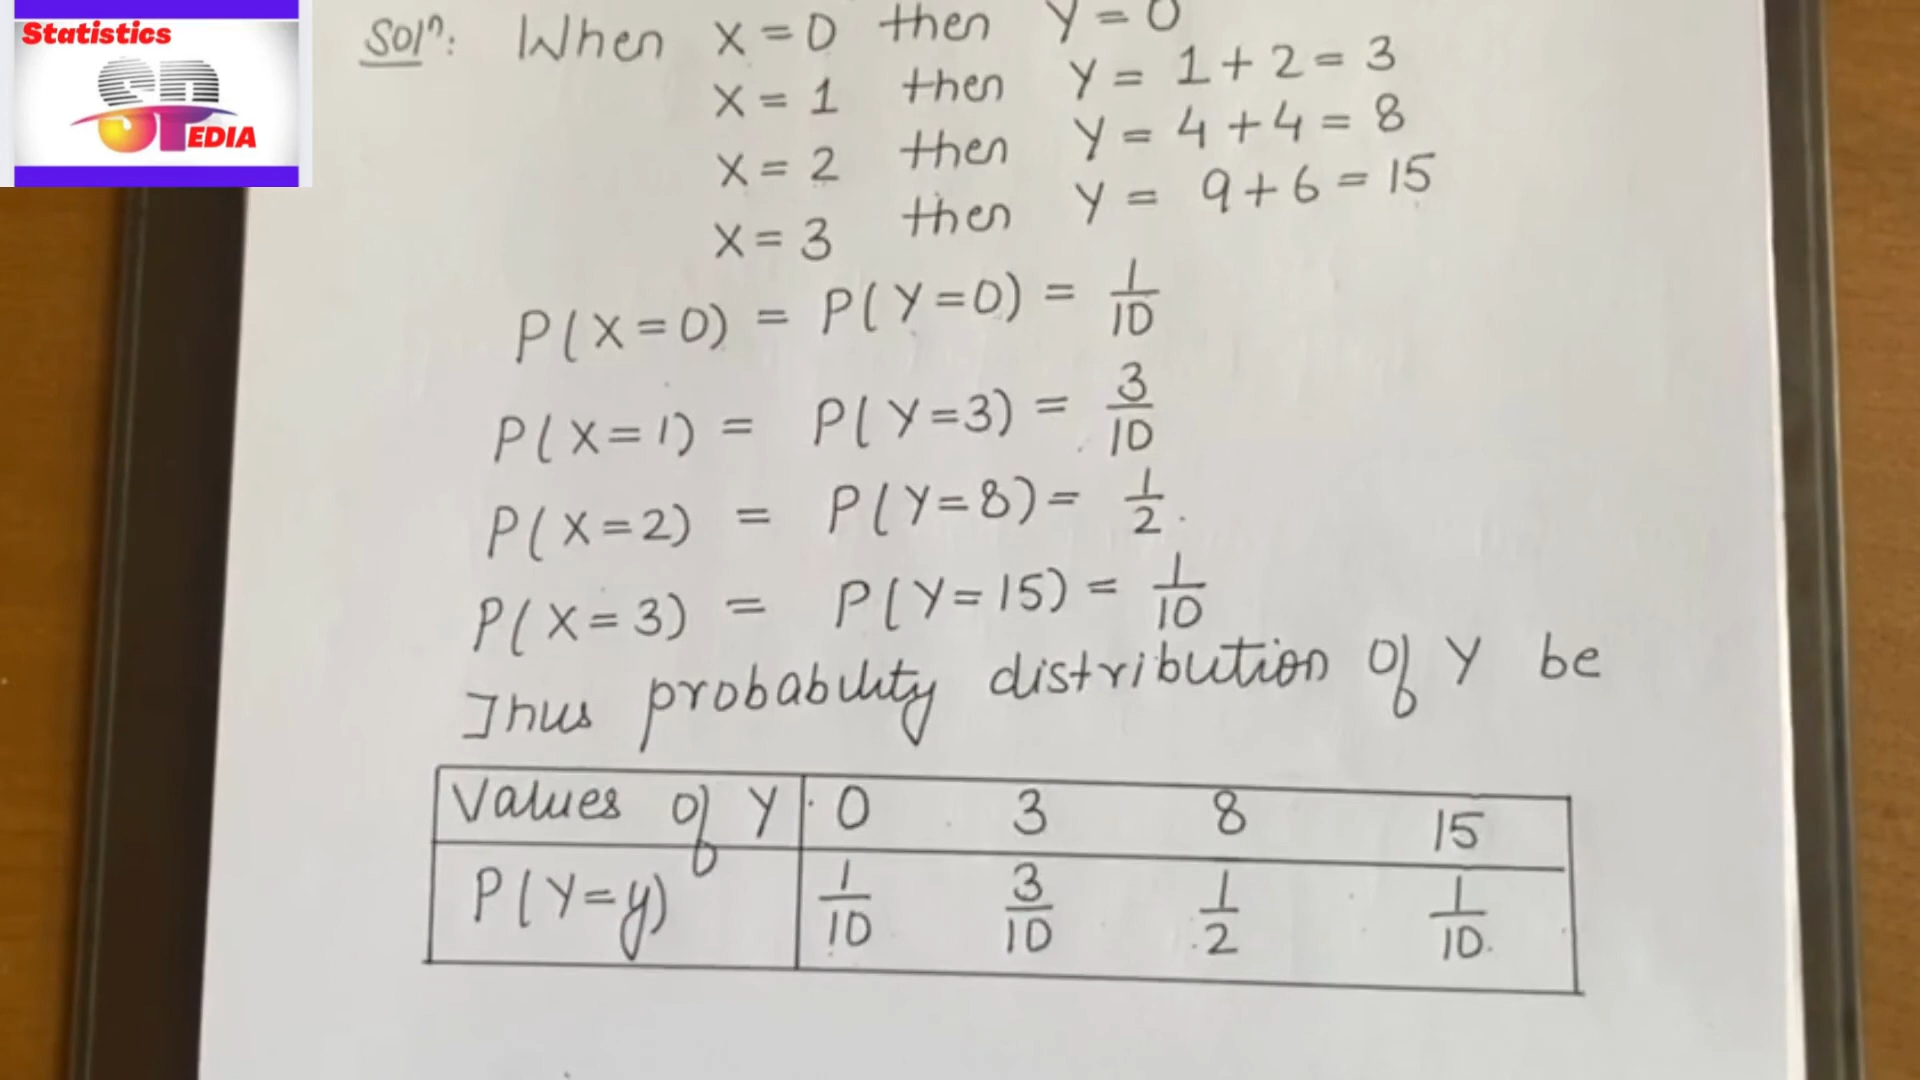 Statistics
SDPEDIA
Solⁿ: When X=0 then Y=0
X=1 then Y=1+2=3
X=2 then Y=4+4=8
X=3 then Y=9+6=15
P(X=0) = P(Y=0) = 1/10
P(X=1) = P(Y=3) = 3/10
P(X=2) = P(Y=8) = 1/2
P(X=3) = P(Y=15) = 1/10
Thus probability distribution of Y be
Values of Y 0 3 8 15
P(Y=y) 1/10 3/10 1/2 1/10